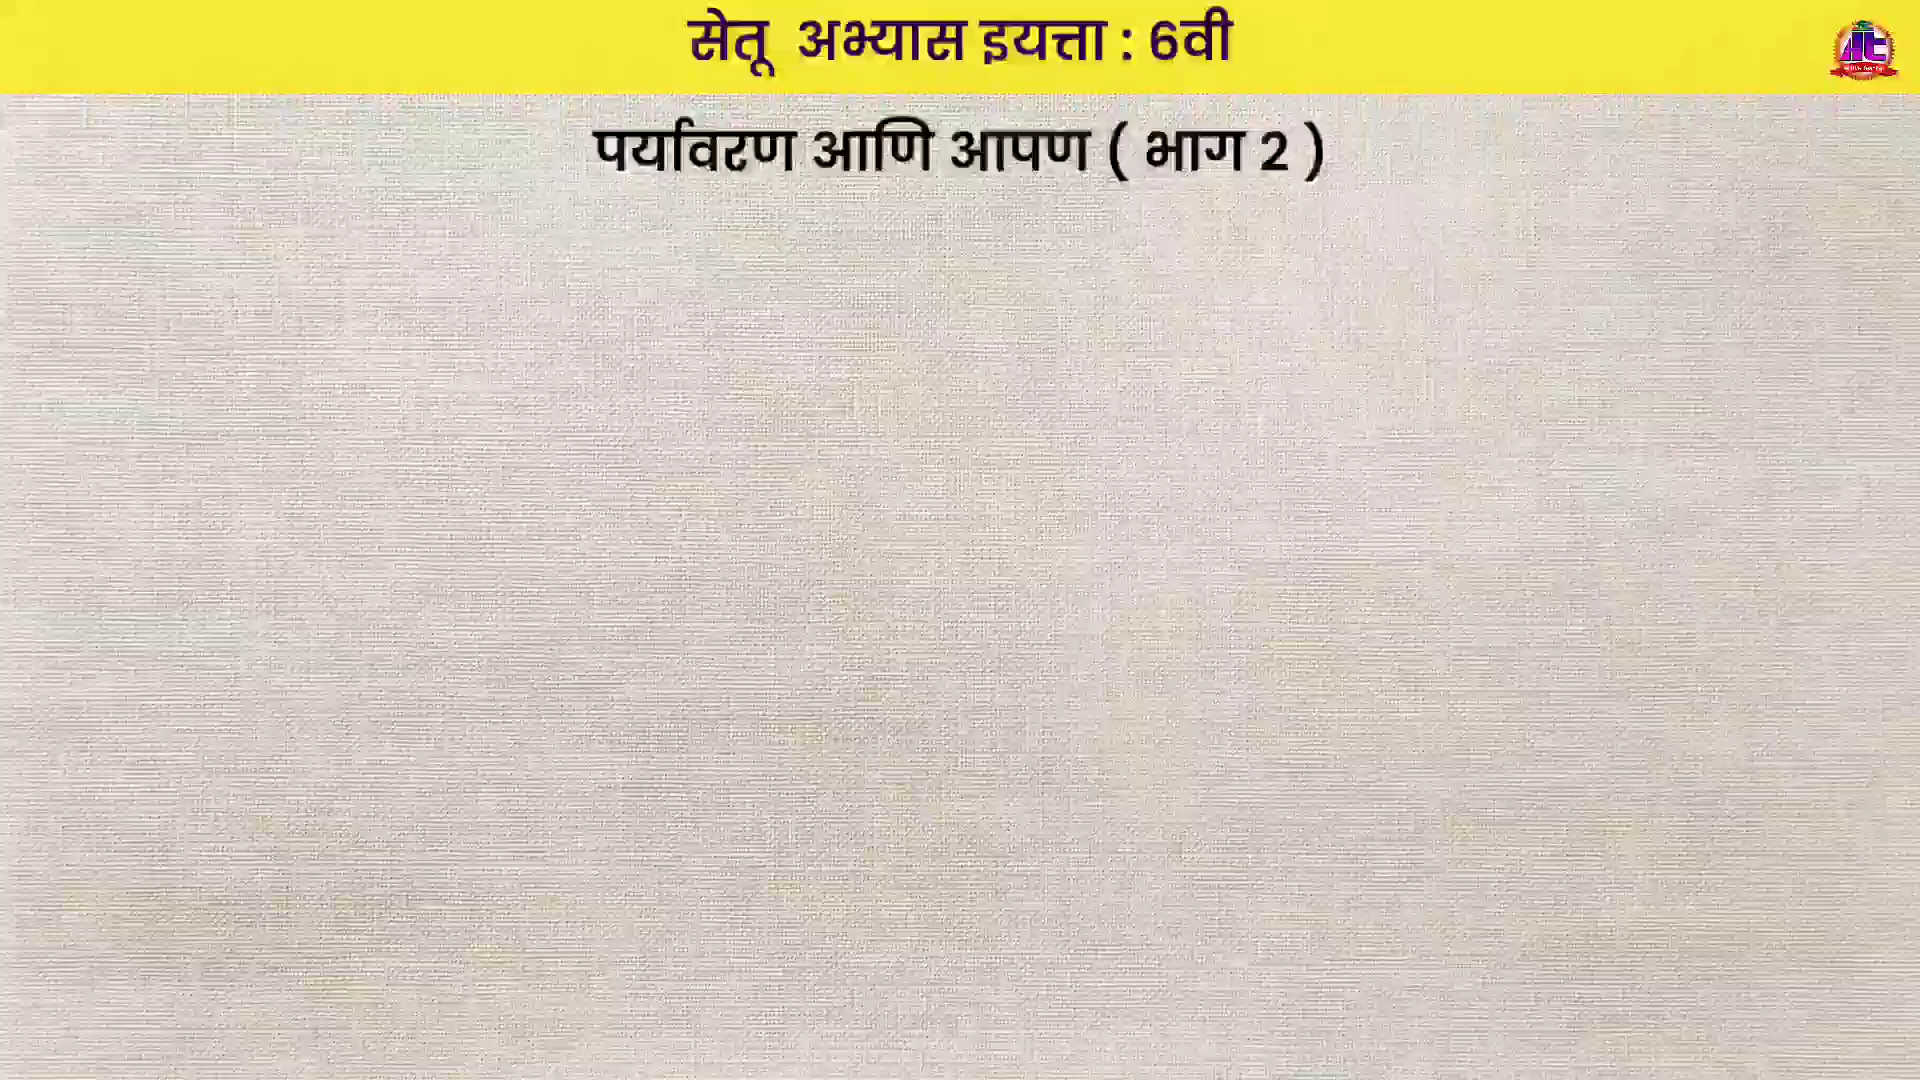 सेतू अभ्यास इयत्ता : 6वी
पर्यावरण आणि आपण ( भाग 2 )